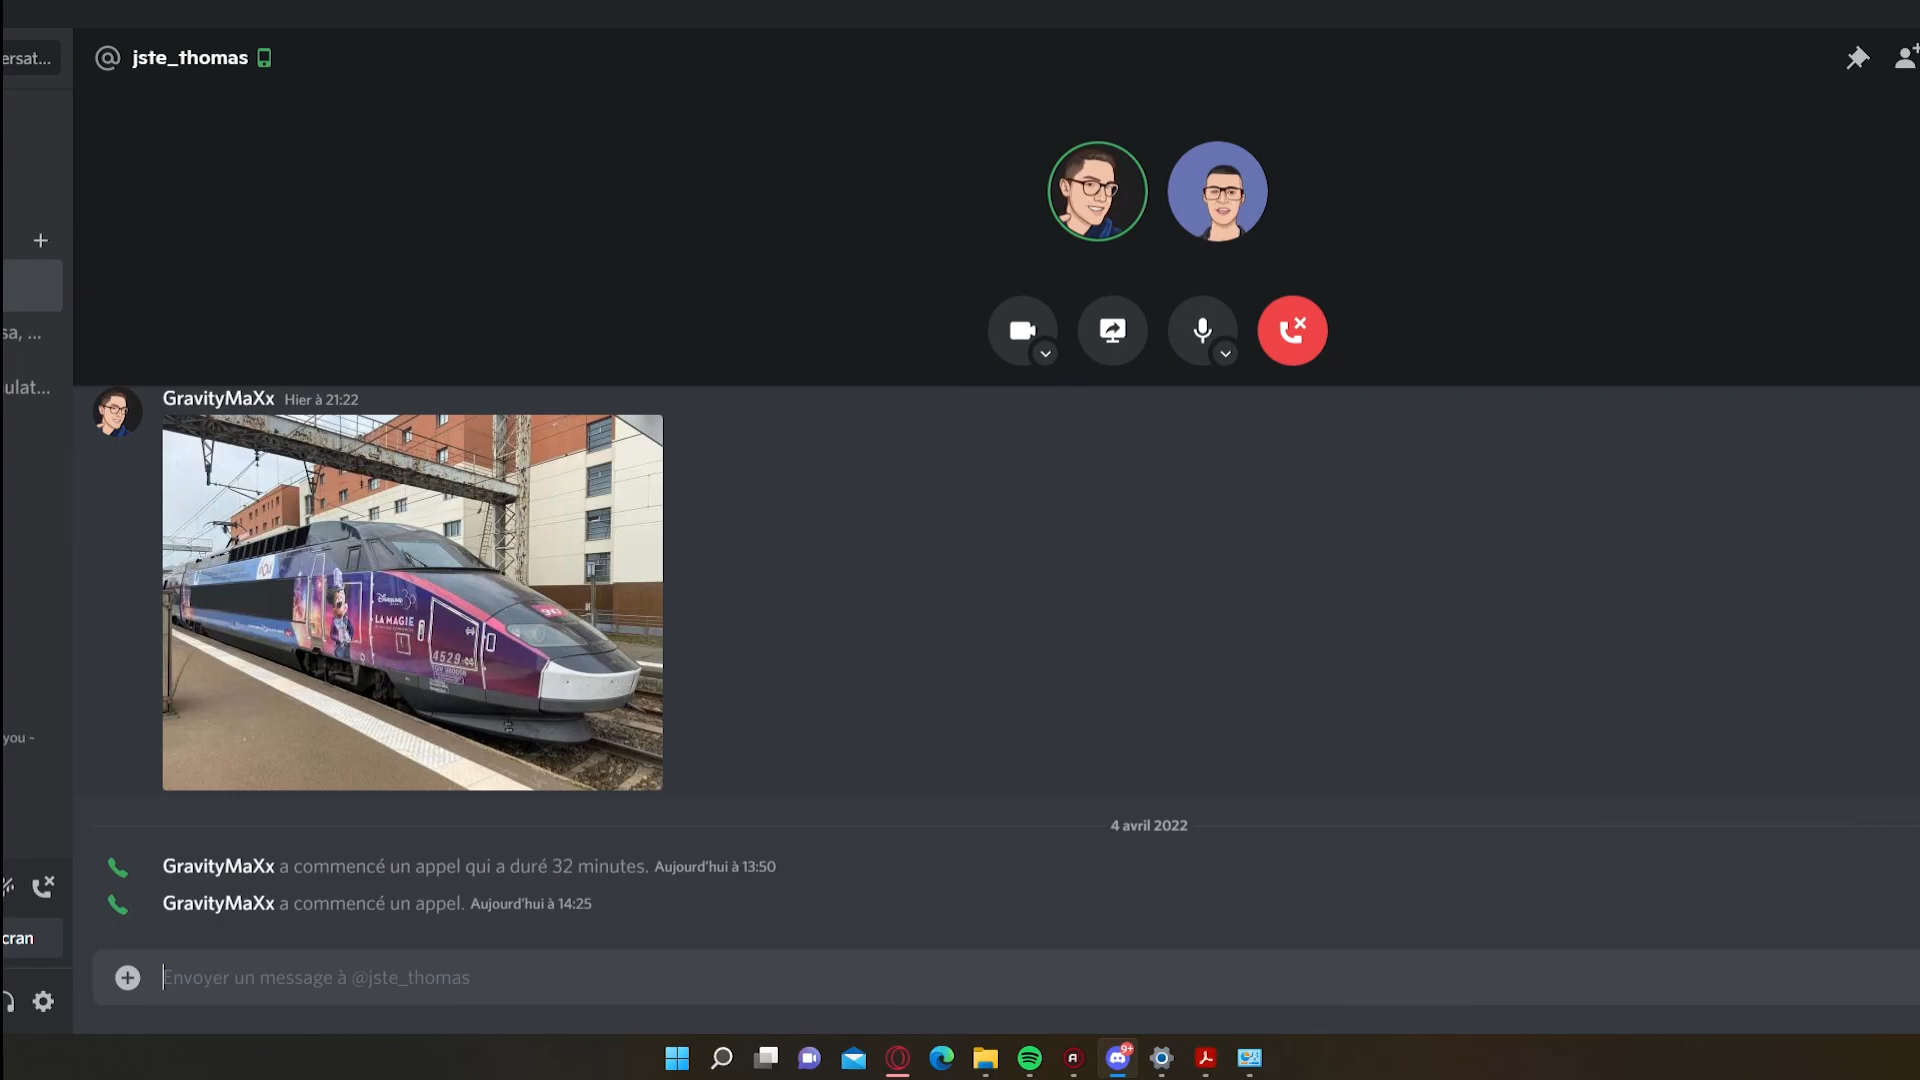 ersat...
jste_thomas
sa, ...
ulat...
you -
cran
GravityMaXx Hier à 21:22
Disneyland
LA MAGIE
4529
4 avril 2022
GravityMaXx a commencé un appel qui a duré 32 minutes. Aujourd'hui à 13:50
GravityMaXx a commencé un appel. Aujourd'hui à 14:25
Envoyer un message à @jste_thomas
9+